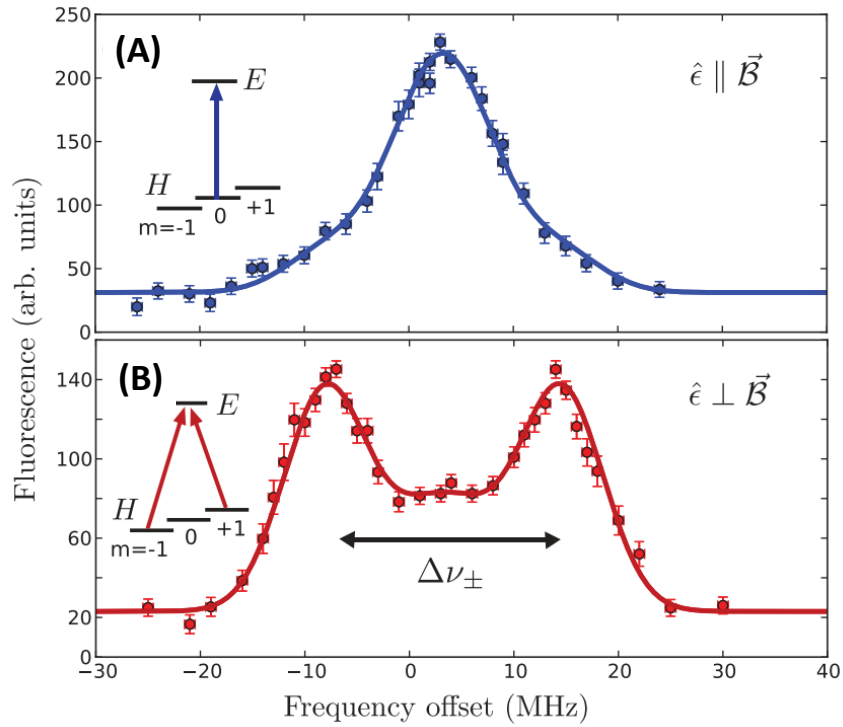 Fluorescence (arb. units)
(A)
250
200
150
100
50
0
E
H
m=-1
0
+1
ϵ̂ ∥ B⃗
(B)
140
100
60
20
0
E
H
m=-1
0
+1
ϵ̂ ⊥ B⃗
Δν±
−30 −20 −10 0 10 20 30 40
Frequency offset (MHz)